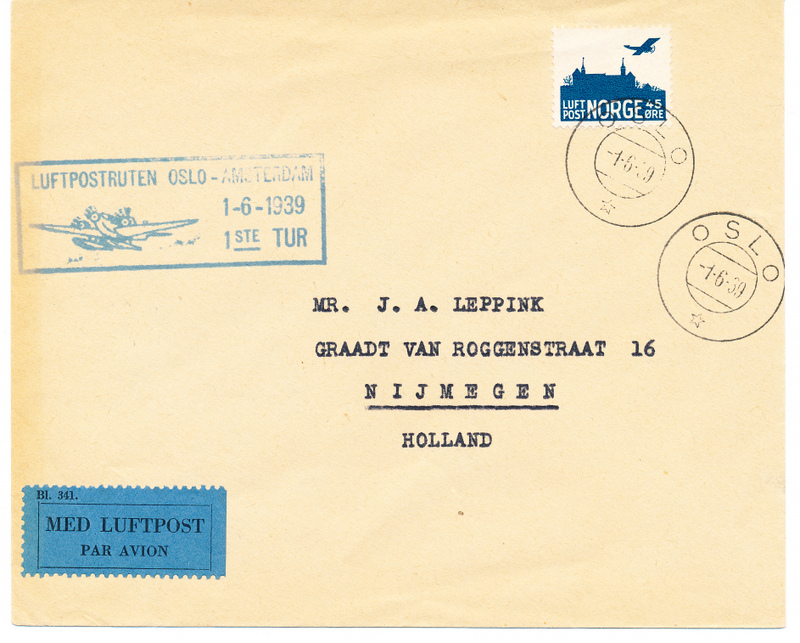 LUFT NORGE 45
POST ØRE
OSLO
-1.6.39
OSLO
-1.6.39
LUFTPOSTRUTEN OSLO - AMSTERDAM
1-6-1939
1STE TUR
MR. J. A. LEPPINK
GRAADT VAN ROGGENSTRAAT 16
NIJMEGEN
HOLLAND
Bl. 341.
MED LUFTPOST
PAR AVION